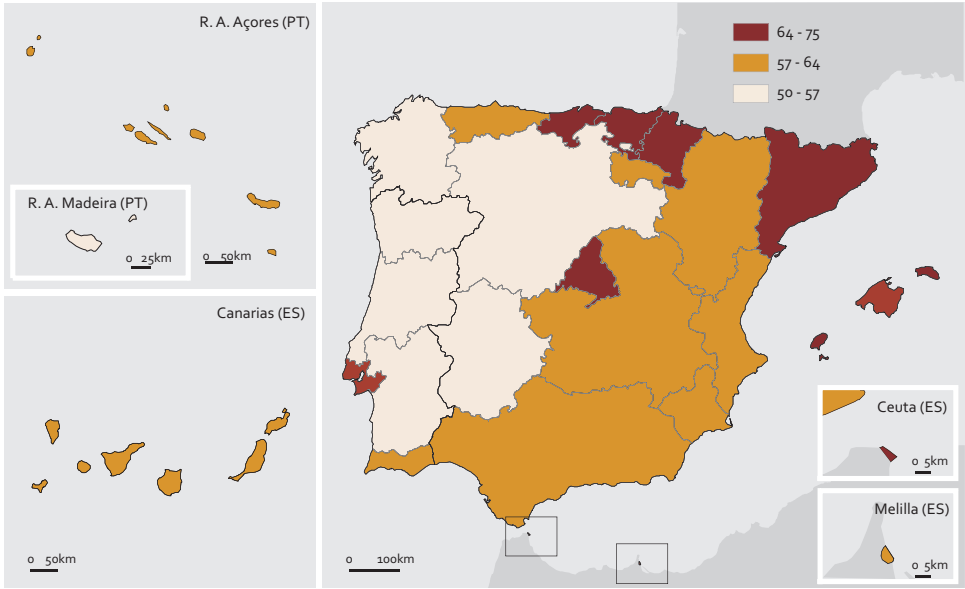 R. A. Açores (PT)
R. A. Madeira (PT)
0 25km
0 50km
Canarias (ES)
0 50km
64 - 75
57 - 64
50 - 57
0 100km
Ceuta (ES)
0 5km
Melilla (ES)
0 5km